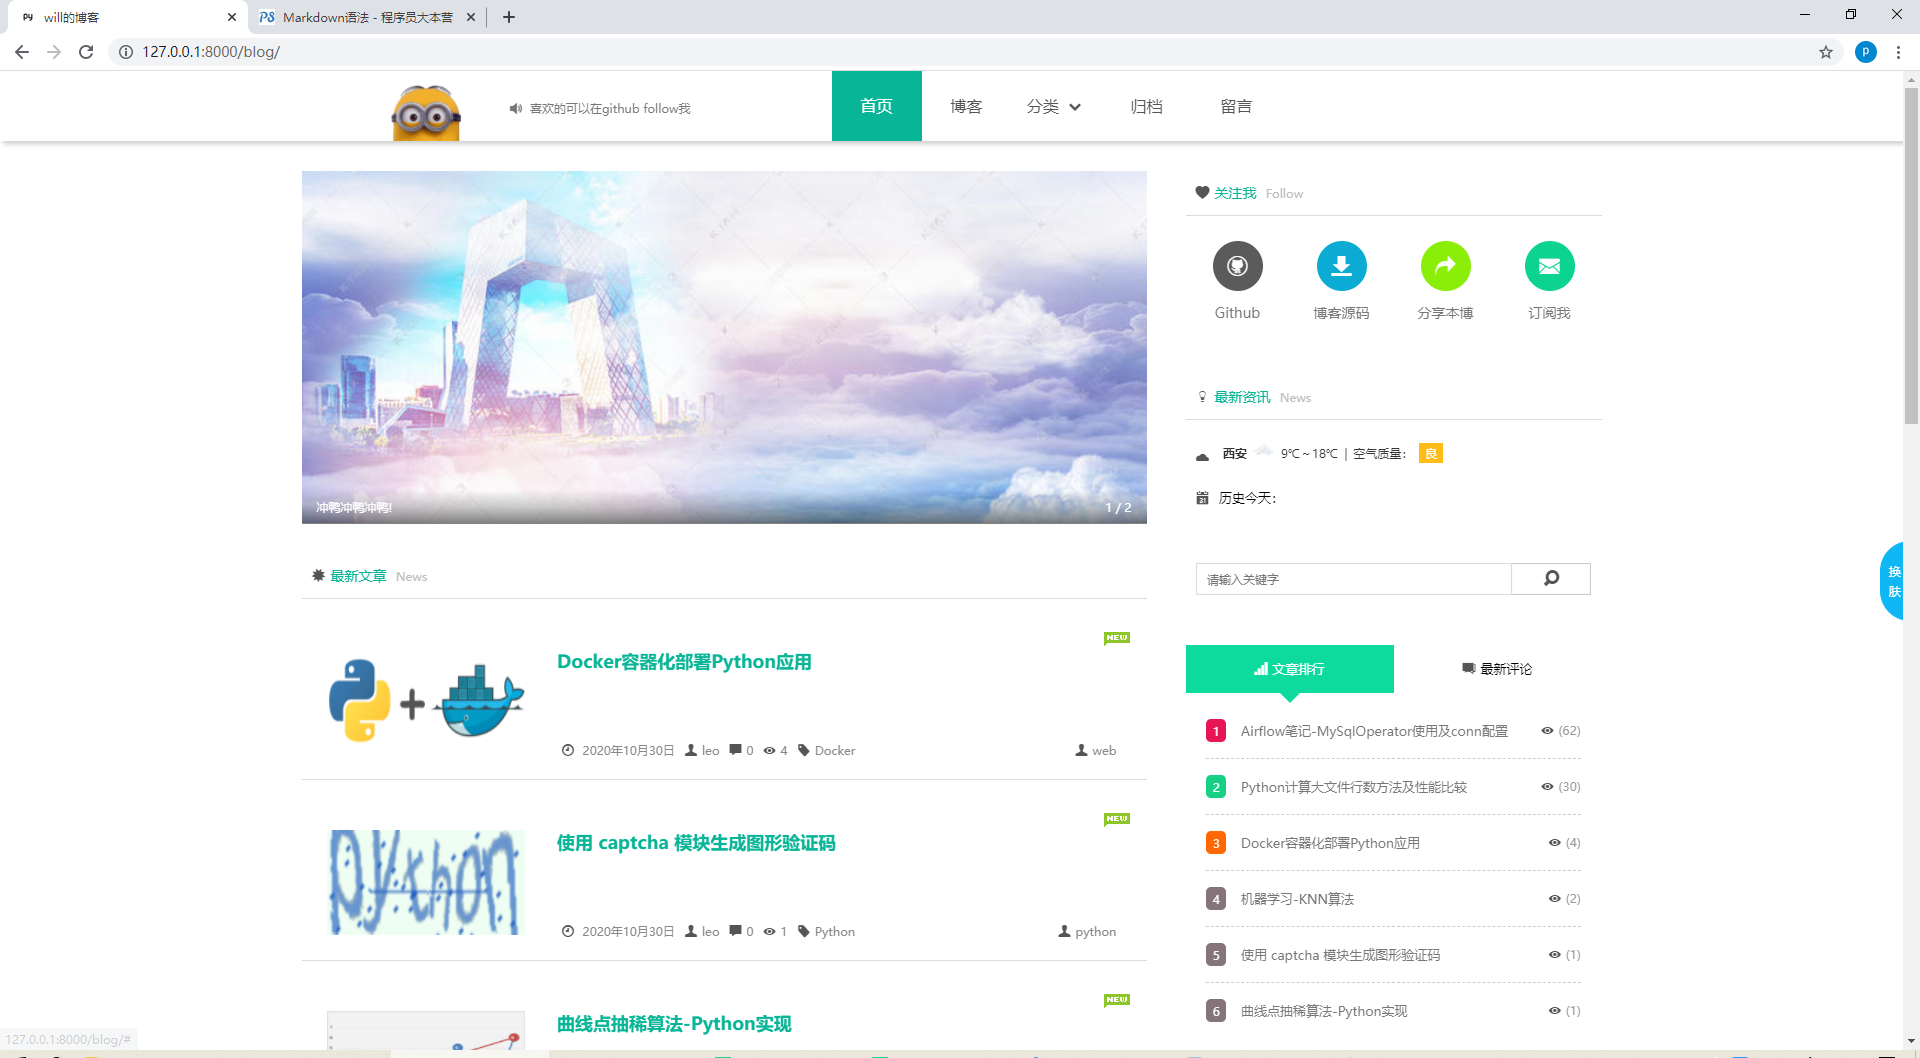 will的博客
Markdown语法 - 程序员大本营
127.0.0.1:8000/blog/
p
喜欢的可以在github follow我
首页
博客
分类
归档
留言
冲鸭冲鸭冲鸭!
1 / 2
最新文章 News
NEW
Docker容器化部署Python应用
2020年10月30日 leo 0 4 Docker
web
NEW
python
使用 captcha 模块生成图形验证码
2020年10月30日 leo 0 1 Python
python
NEW
曲线点抽稀算法-Python实现
关注我 Follow
Github
博客源码
分享本博
订阅我
最新资讯 News
西安 9℃~18℃ | 空气质量: 良
历史今天:
请输入关键字
换
肤
文章排行
最新评论
1 Airflow笔记-MySqlOperator使用及conn配置 (62)
2 Python计算大文件行数方法及性能比较 (30)
3 Docker容器化部署Python应用 (4)
4 机器学习-KNN算法 (2)
5 使用 captcha 模块生成图形验证码 (1)
6 曲线点抽稀算法-Python实现 (1)
127.0.0.1:8000/blog/#